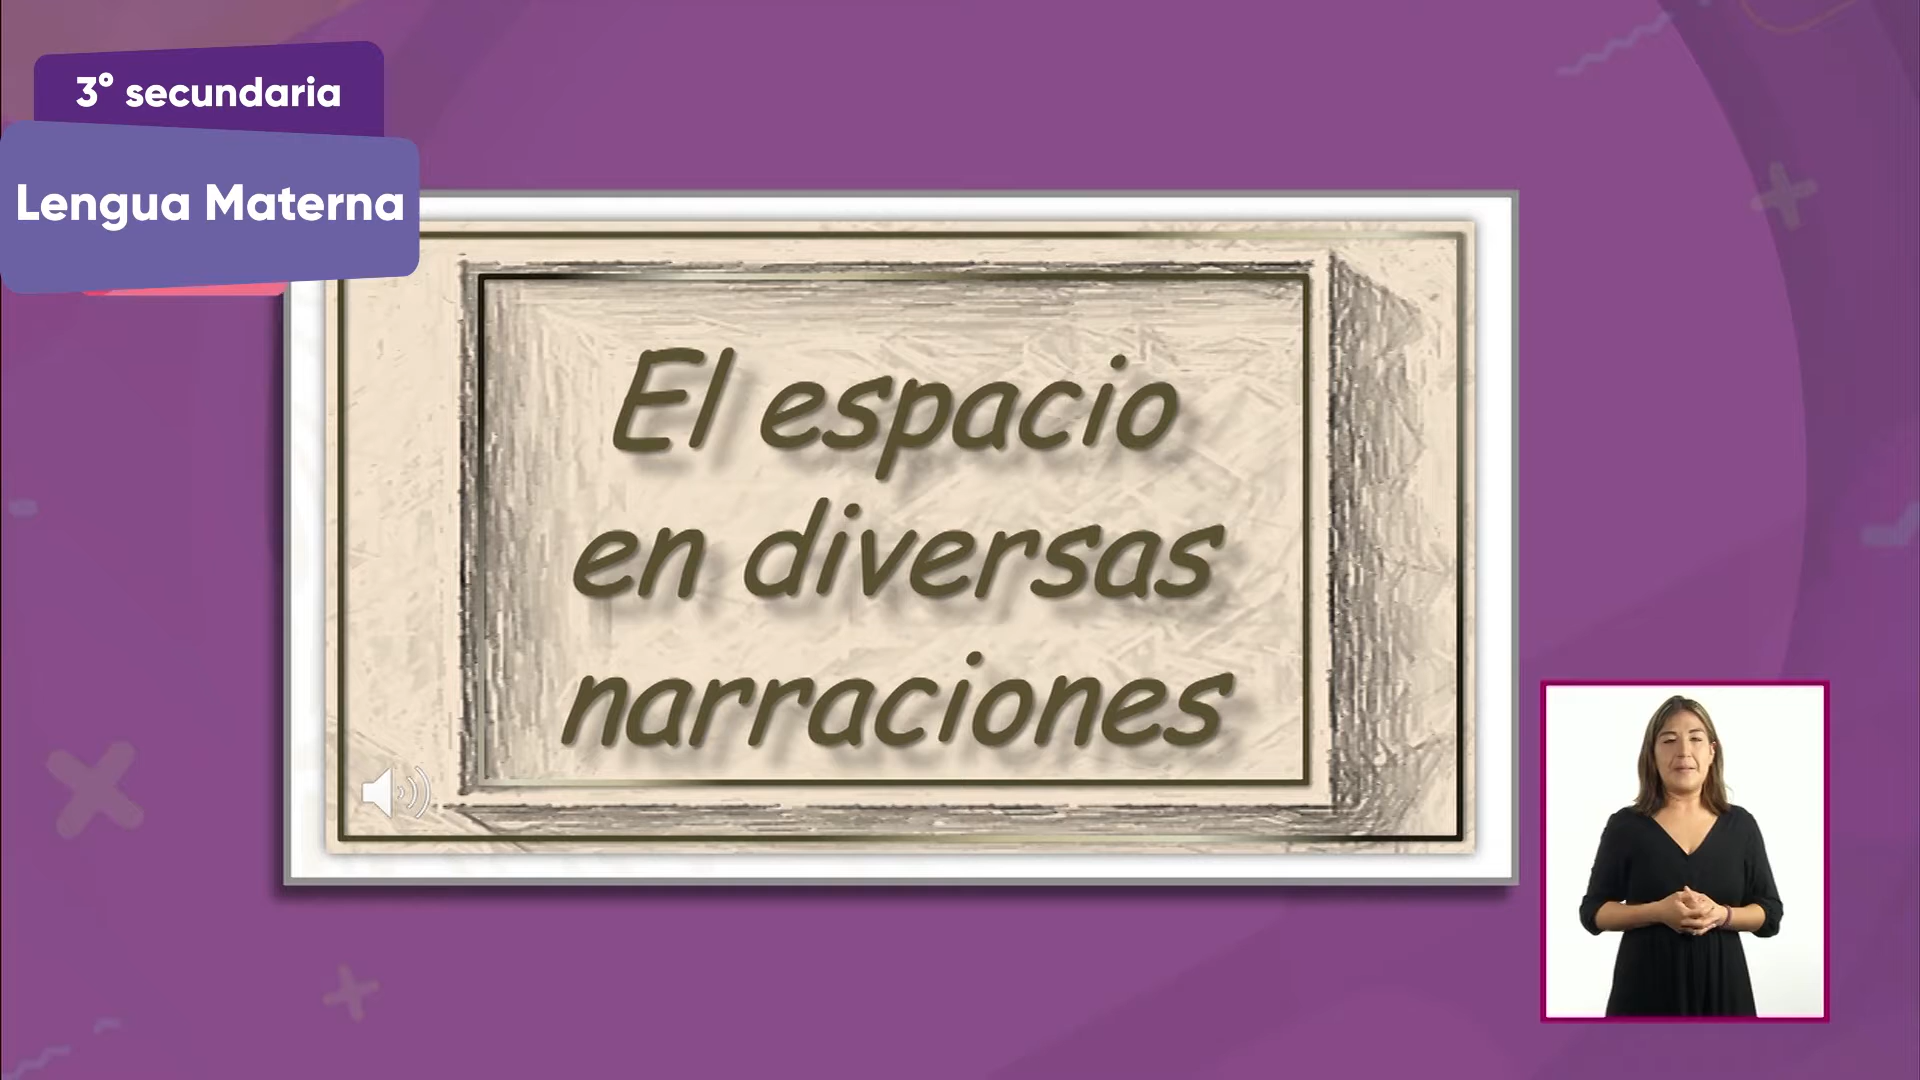 3° secundaria
Lengua Materna
El espacio
en diversas
narraciones